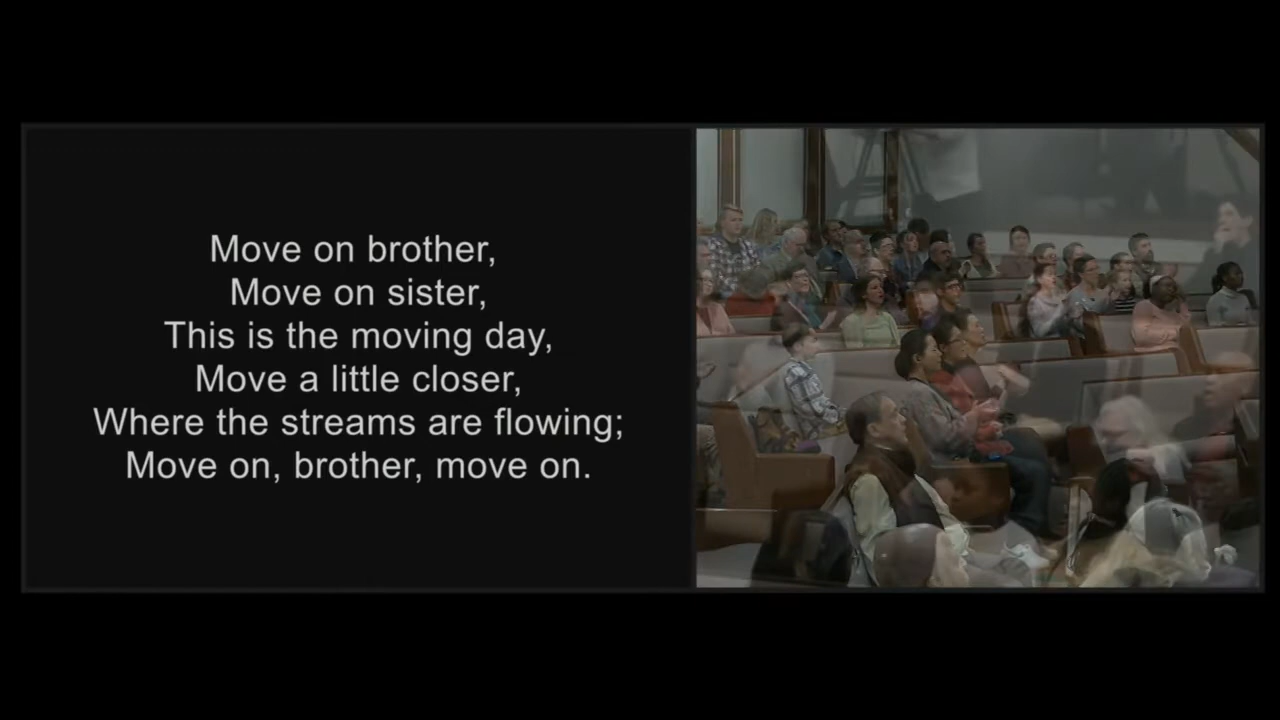 Move on brother,
Move on sister,
This is the moving day,
Move a little closer,
Where the streams are flowing;
Move on, brother, move on.